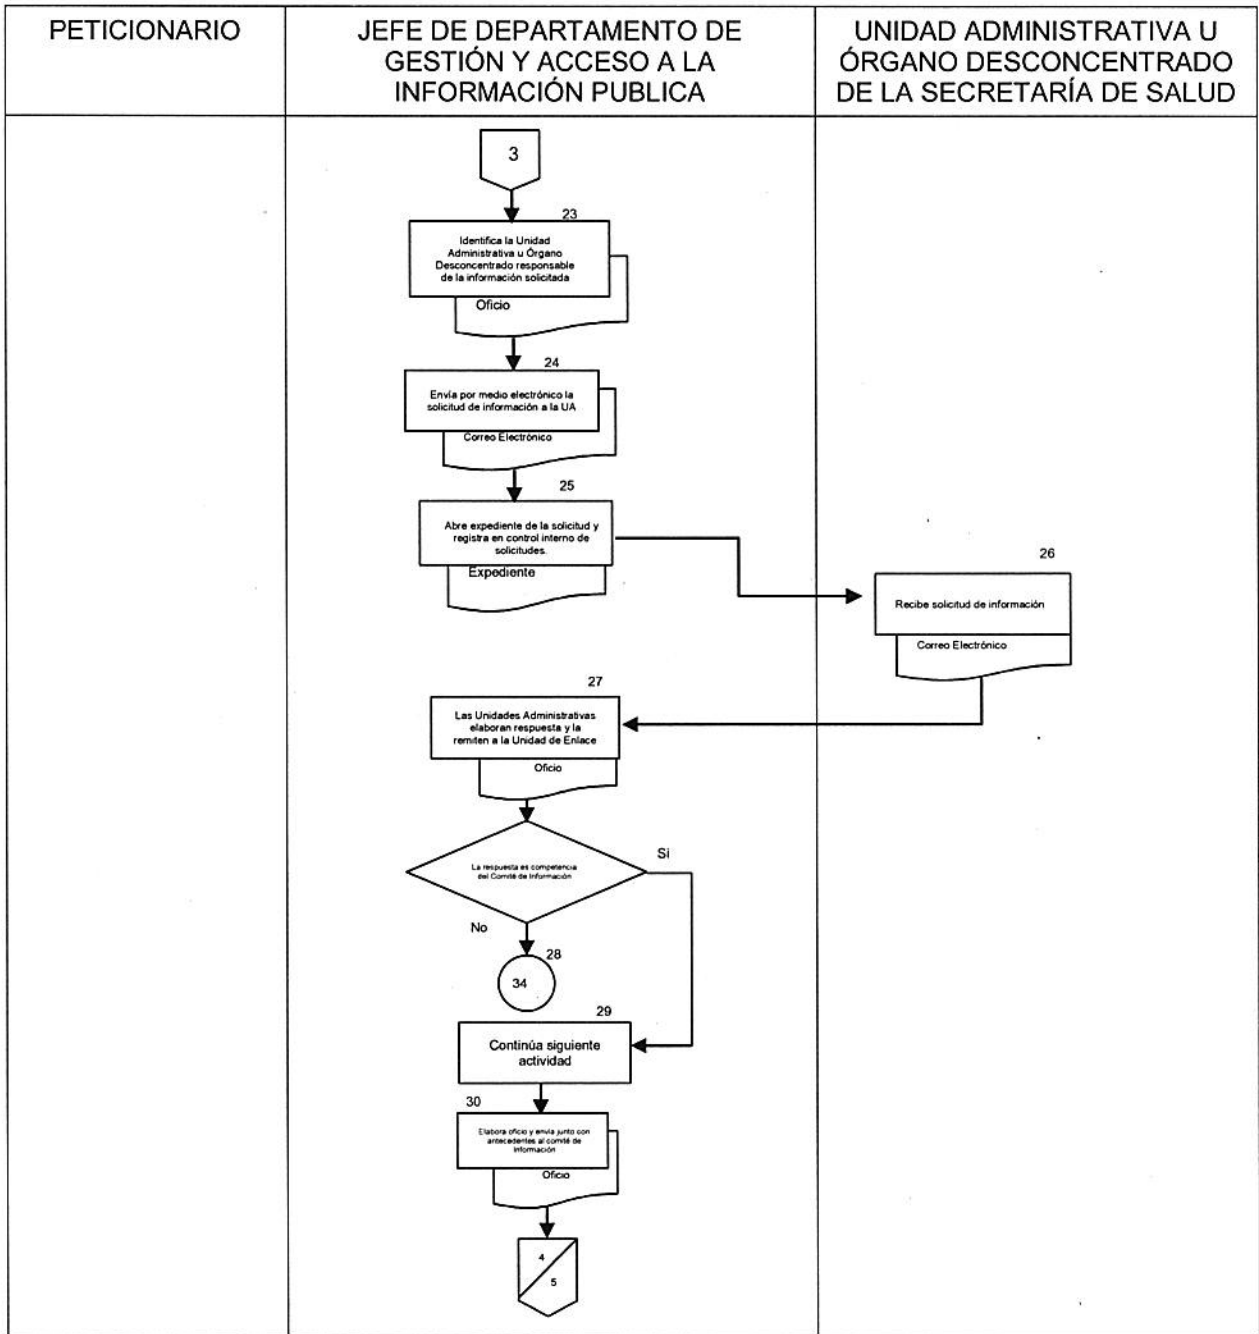 PETICIONARIO
JEFE DE DEPARTAMENTO DE
GESTIÓN Y ACCESO A LA
INFORMACIÓN PUBLICA
UNIDAD ADMINISTRATIVA U
ÓRGANO DESCONCENTRADO
DE LA SECRETARÍA DE SALUD
3
23
Identifica la Unidad
Administrativa u Órgano
Desconcentrado responsable
de la información solicitada
Oficio
24
Envía por medio electrónico la
solicitud de información a la UA
Correo Electrónico
25
Abre expediente de la solicitud y
registra en control interno de
solicitudes.
Expediente
26
Recibe solicitud de información
Correo Electrónico
27
Las Unidades Administrativas
elaboran respuesta y la
remiten a la Unidad de Enlace
Oficio
La respuesta es competencia
del Comité de Información
Si
No
28
34
29
Continúa siguiente
actividad
30
Elabora oficio y envía junto con
antecedentes al comité de
Información
Oficio
4
5